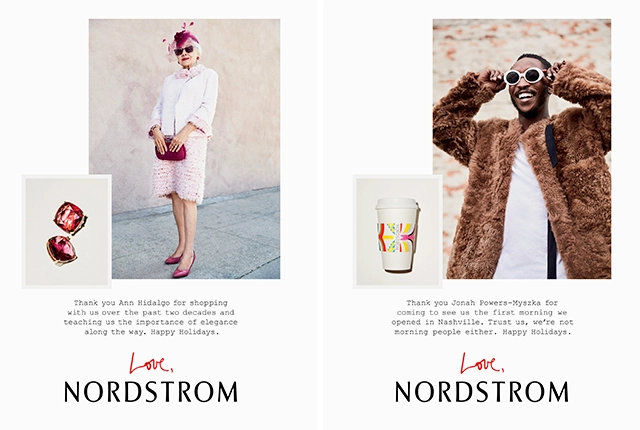 Thank you Ann Hidalgo for shopping
with us over the past two decades and
teaching us the importance of elegance
along the way. Happy Holidays.
Love,
NORDSTROM
Thank you Jonah Powers-Myszka for
coming to see us the first morning we
opened in Nashville. Trust us, we're not
morning people either. Happy Holidays.
Love,
NORDSTROM